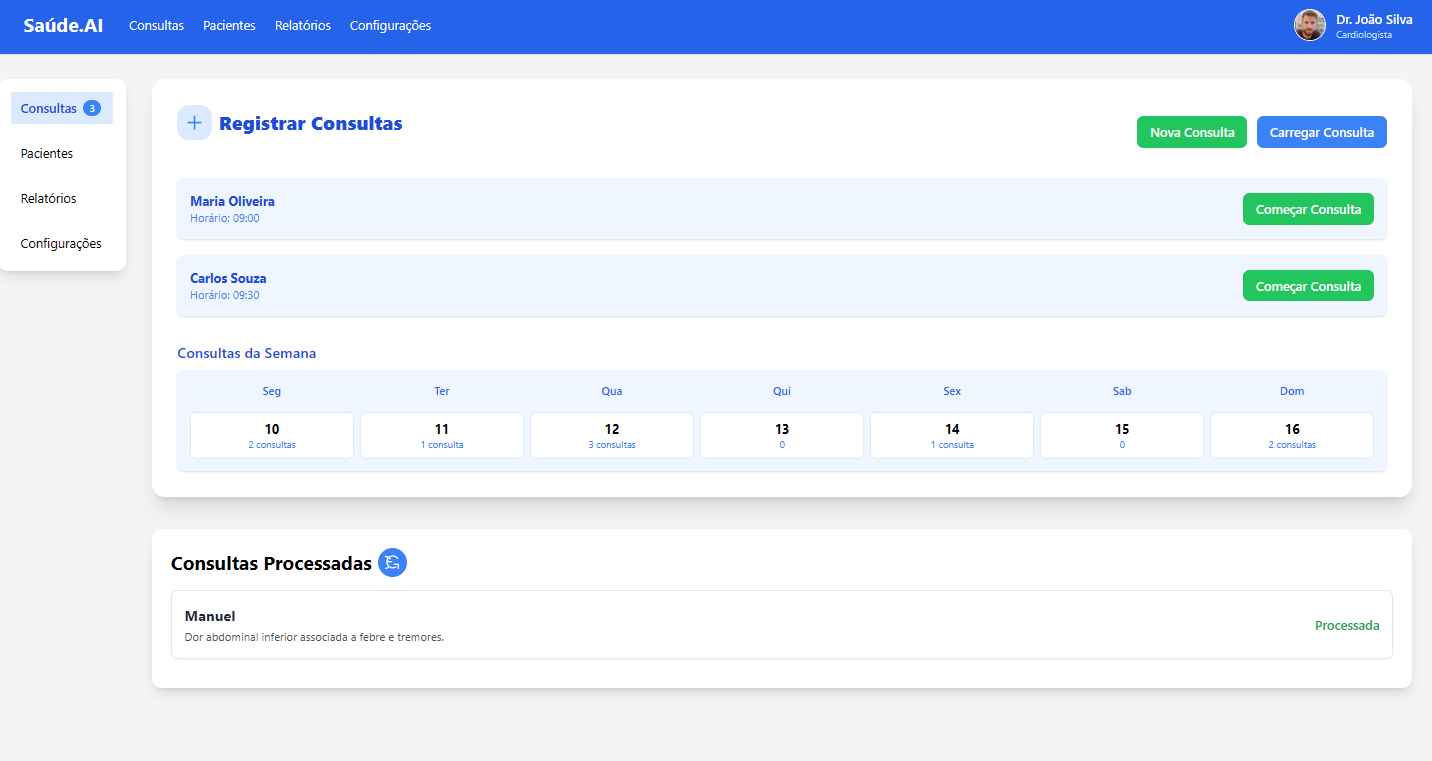 Saúde.AI Consultas Pacientes Relatórios Configurações
Dr. João Silva
Cardiologista
Consultas 3
Pacientes
Relatórios
Configurações
Registrar Consultas
Nova Consulta Carregar Consulta
Maria Oliveira
Horário: 09:00
Começar Consulta
Carlos Souza
Horário: 09:30
Começar Consulta
Consultas da Semana
Seg Ter Qua Qui Sex Sab Dom
10 11 12 13 14 15 16
2 consultas 1 consulta 3 consultas 0 1 consulta 0 2 consultas
Consultas Processadas
Manuel
Dor abdominal inferior associada a febre e tremores.
Processada